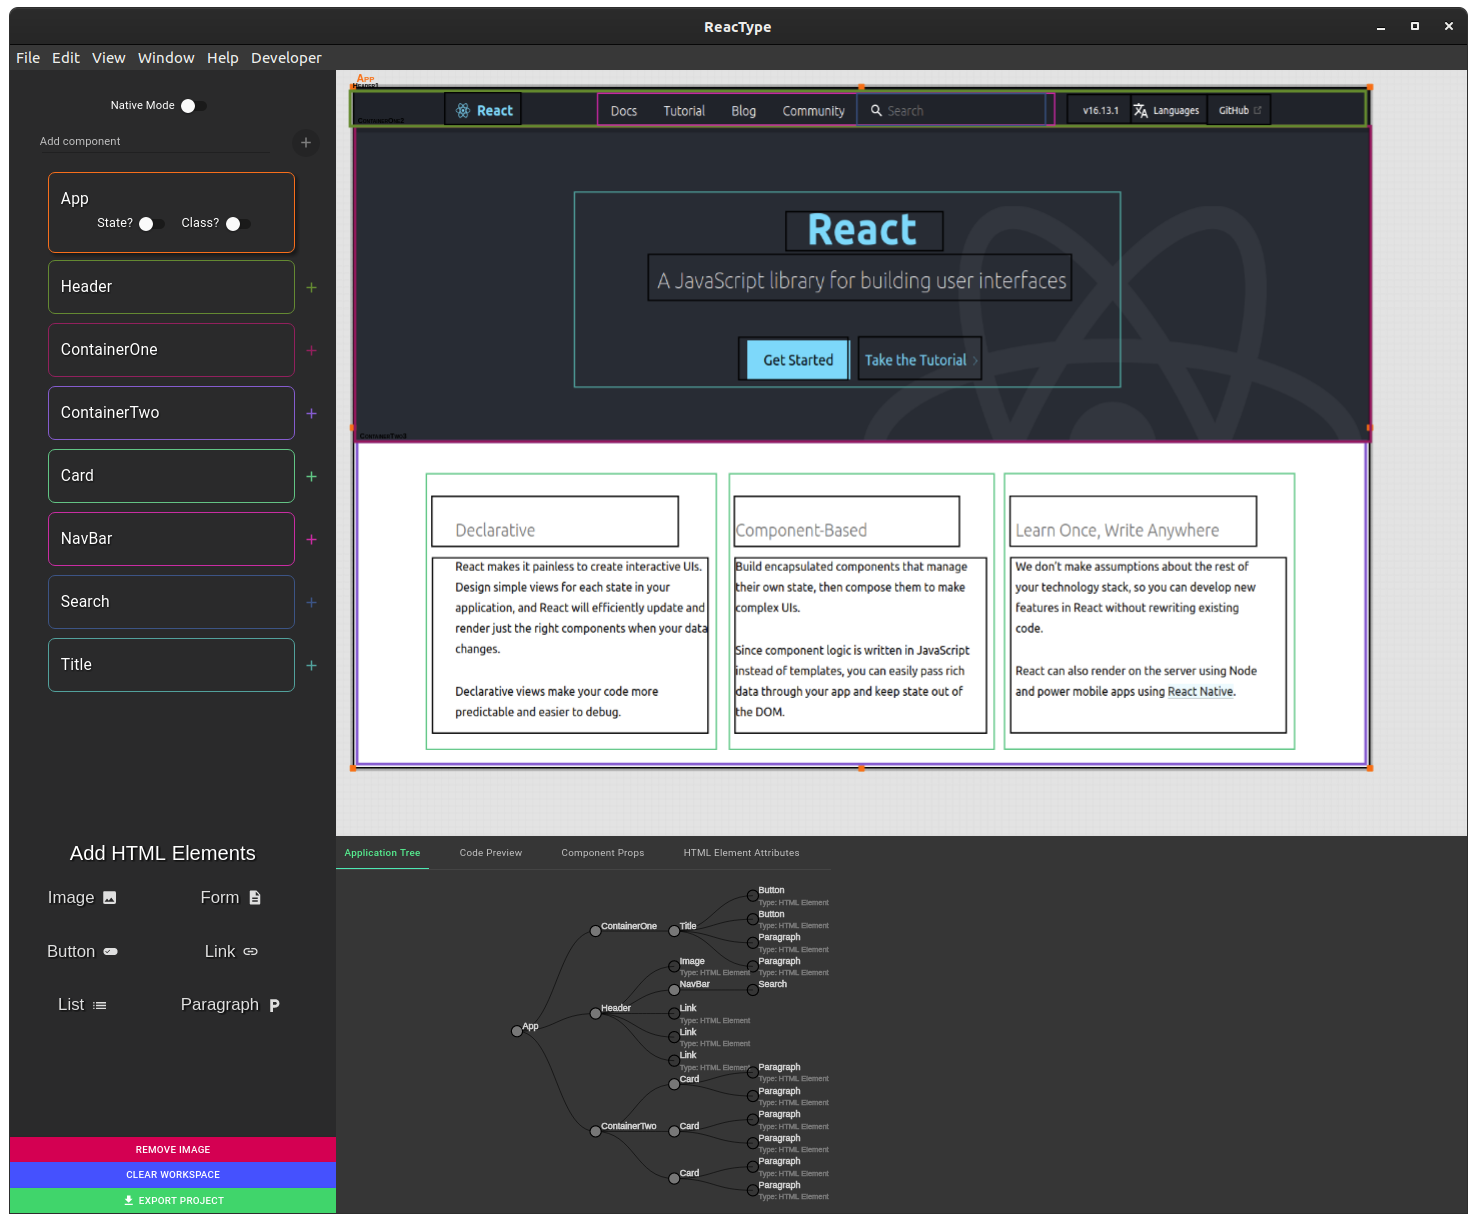 ReacType
File Edit View Window Help Developer
Native Mode
Add component
App
State? Class?
Header
ContainerOne
ContainerTwo
Card
NavBar
Search
Title
Add HTML Elements
Image Form
Button Link
List Paragraph
REMOVE IMAGE
CLEAR WORKSPACE
EXPORT PROJECT
App
Header1
ContainerOne2
React Docs Tutorial Blog Community Search v16.13.1 Languages GitHub
React
A JavaScript library for building user interfaces
Get Started Take the Tutorial >
ContainerTwo3
Declarative
React makes it painless to create interactive UIs.
Design simple views for each state in your
application, and React will efficiently update and
render just the right components when your data
changes.
Declarative views make your code more
predictable and easier to debug.
Component-Based
Build encapsulated components that manage
their own state, then compose them to make
complex UIs.
Since component logic is written in JavaScript
instead of templates, you can easily pass rich
data through your app and keep state out of
the DOM.
Learn Once, Write Anywhere
We don't make assumptions about the rest of
your technology stack, so you can develop new
features in React without rewriting existing
code.
React can also render on the server using Node
and power mobile apps using React Native.
Application Tree Code Preview Component Props HTML Element Attributes
App
ContainerOne
Title
Button
Type: HTML Element
Button
Type: HTML Element
Paragraph
Type: HTML Element
Paragraph
Type: HTML Element
Header
Image
Type: HTML Element
NavBar
Search
Link
Type: HTML Element
Link
Type: HTML Element
Link
Type: HTML Element
ContainerTwo
Card
Paragraph
Type: HTML Element
Paragraph
Type: HTML Element
Card
Paragraph
Type: HTML Element
Paragraph
Type: HTML Element
Card
Paragraph
Type: HTML Element
Paragraph
Type: HTML Element